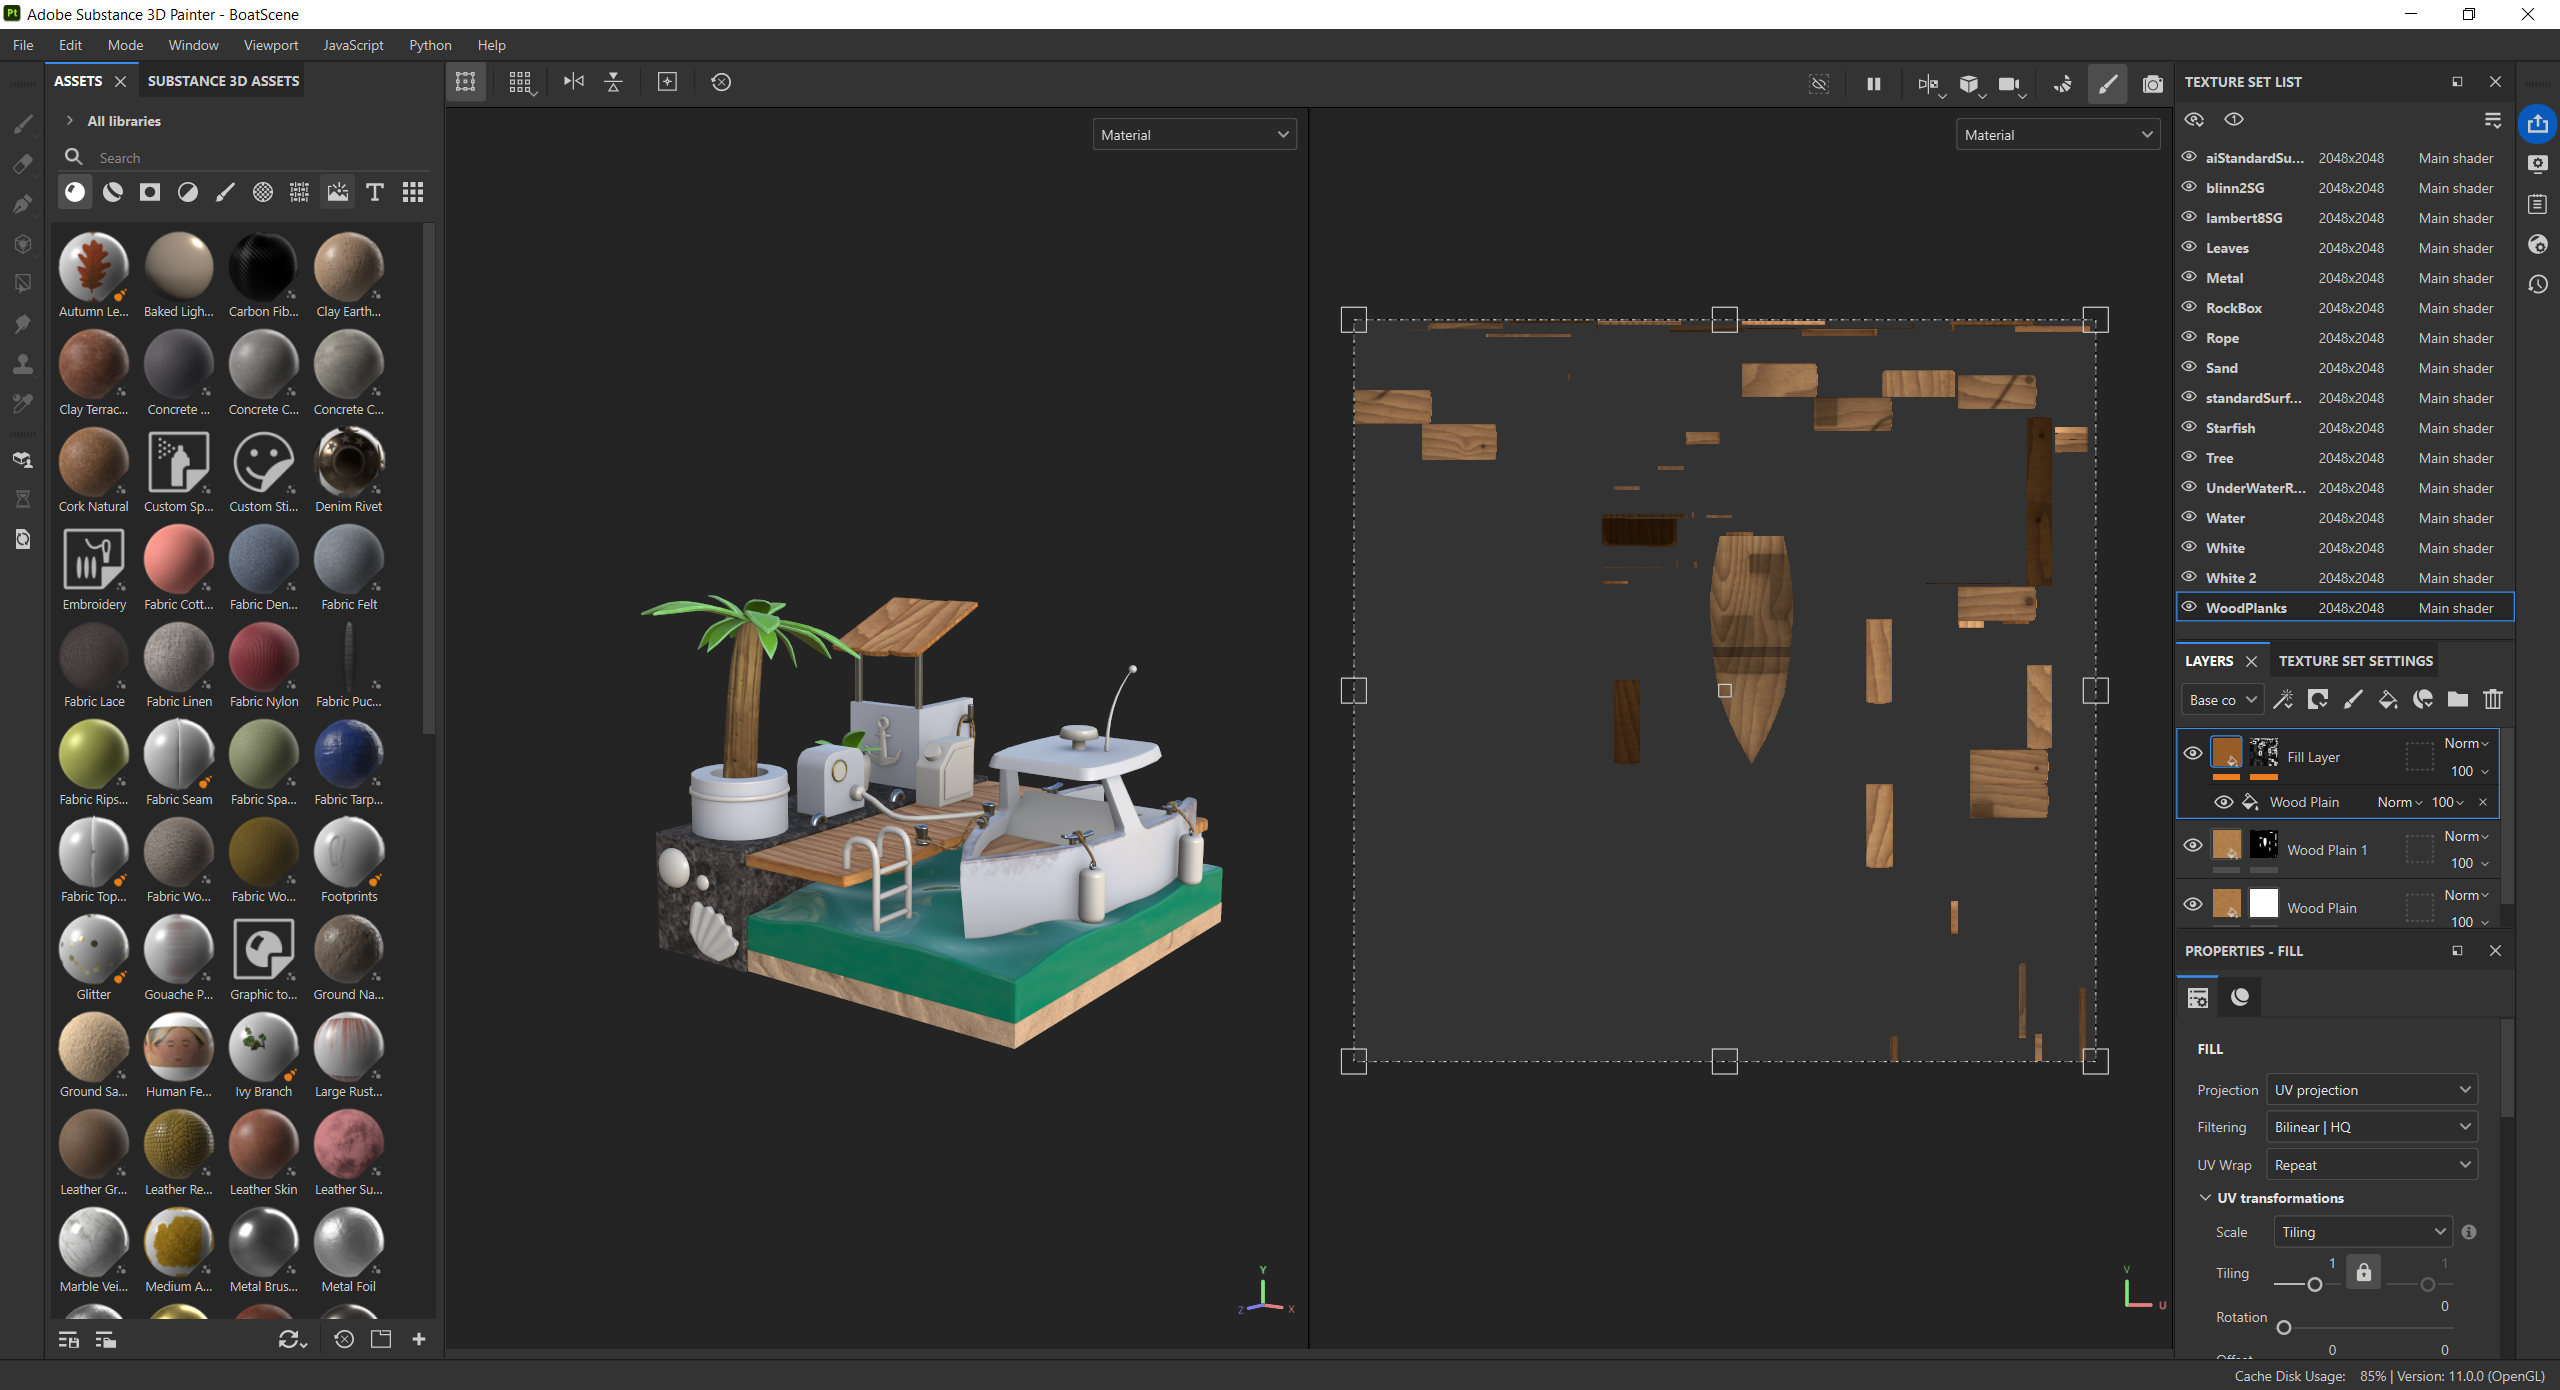 Pt Adobe Substance 3D Painter - BoatScene
File Edit Mode Window Viewport JavaScript Python Help
ASSETS SUBSTANCE 3D ASSETS
All libraries
Search
Autumn Le... Baked Ligh... Carbon Fib... Clay Earth...
Clay Terrac... Concrete ... Concrete C... Concrete C...
Cork Natural Custom Sp... Custom Sti... Denim Rivet
Embroidery Fabric Cott... Fabric Den... Fabric Felt
Fabric Lace Fabric Linen Fabric Nylon Fabric Puc...
Fabric Rips... Fabric Seam Fabric Spa... Fabric Tarp...
Fabric Top... Fabric Wo... Fabric Wo... Footprints
Glitter Gouache P... Graphic to... Ground Na...
Ground Sa... Human Fe... Ivy Branch Large Rust...
Leather Gr... Leather Re... Leather Skin Leather Su...
Marble Vei... Medium A... Metal Brus... Metal Foil
Material
Y
Z X
Material
V
U
TEXTURE SET LIST
aiStandardSu... 2048x2048 Main shader
blinn2SG 2048x2048 Main shader
lambert8SG 2048x2048 Main shader
Leaves 2048x2048 Main shader
Metal 2048x2048 Main shader
RockBox 2048x2048 Main shader
Rope 2048x2048 Main shader
Sand 2048x2048 Main shader
standardSurf... 2048x2048 Main shader
Starfish 2048x2048 Main shader
Tree 2048x2048 Main shader
UnderWaterR... 2048x2048 Main shader
Water 2048x2048 Main shader
White 2048x2048 Main shader
White 2 2048x2048 Main shader
WoodPlanks 2048x2048 Main shader
LAYERS TEXTURE SET SETTINGS
Base co
Fill Layer Norm
100
Wood Plain Norm 100
Wood Plain 1 Norm
100
Wood Plain Norm
100
PROPERTIES - FILL
FILL
Projection UV projection
Filtering Bilinear | HQ
UV Wrap Repeat
UV transformations
Scale Tiling
Tiling 1 1
Rotation 0
Offset 0 0
Cache Disk Usage: 85% | Version: 11.0.0 (OpenGL)